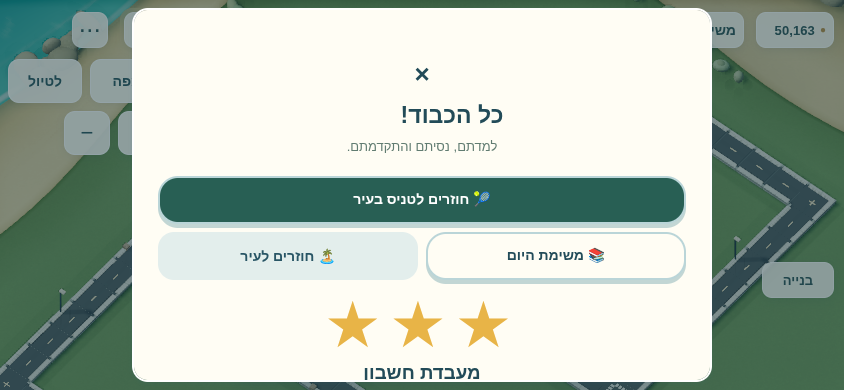 50,163
משי
...
לטיול
פה
–
×
כל הכבוד!
למדתם, נסיתם והתקדמתם.
🎾 חוזרים לטניס בעיר
📚 משימת היום
🏝️ חוזרים לעיר
בנייה
מעבדת חשבון